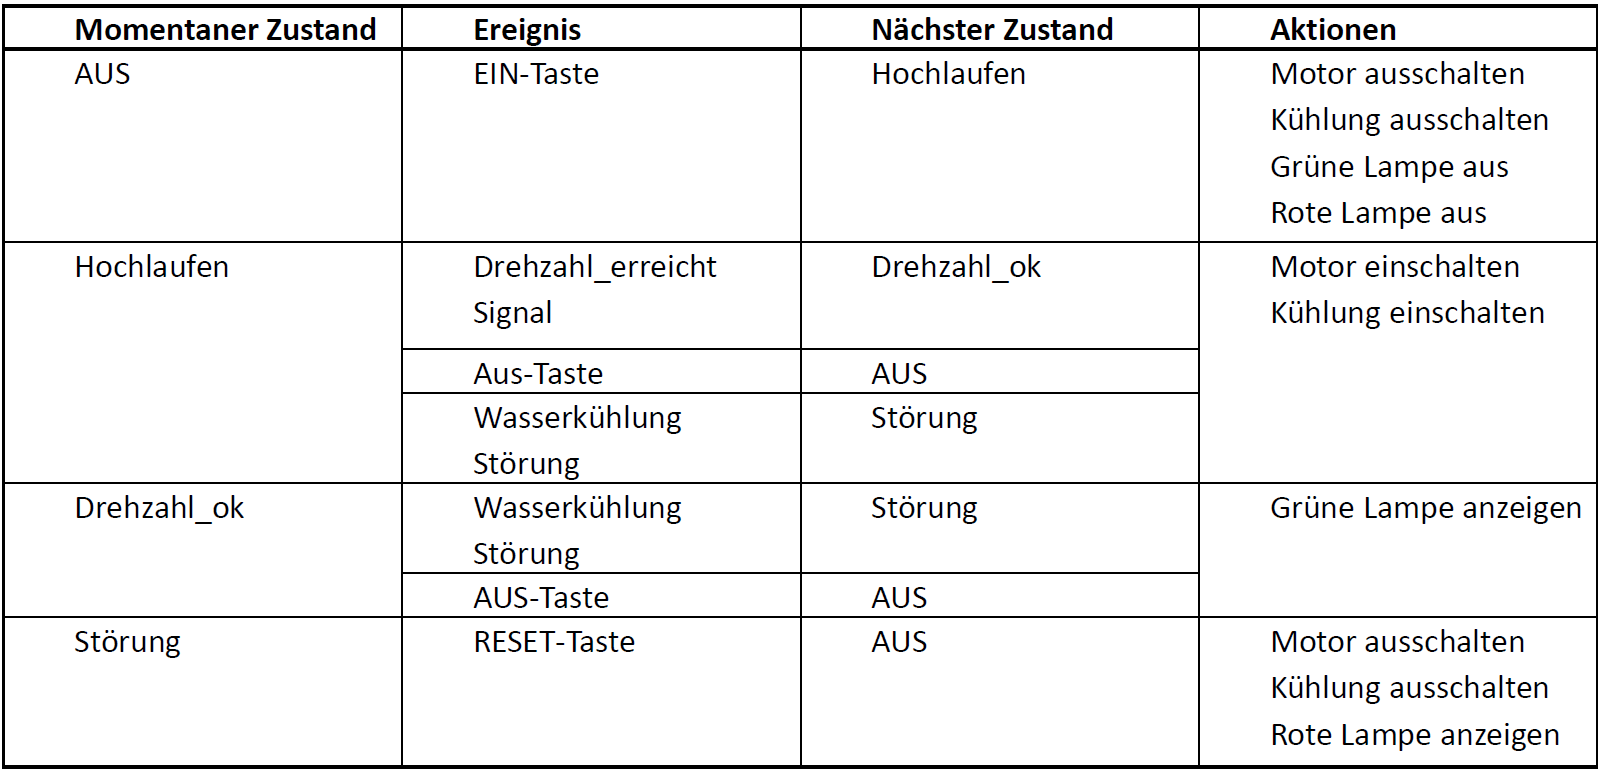 Momentaner Zustand Ereignis Nächster Zustand Aktionen
AUS EIN-Taste Hochlaufen Motor ausschalten
Kühlung ausschalten
Grüne Lampe aus
Rote Lampe aus
Hochlaufen Drehzahl_erreicht Drehzahl_ok Motor einschalten
Signal Kühlung einschalten
Aus-Taste AUS
Wasserkühlung Störung
Störung
Drehzahl_ok Wasserkühlung Störung Grüne Lampe anzeigen
Störung
AUS-Taste AUS
Störung RESET-Taste AUS Motor ausschalten
Kühlung ausschalten
Rote Lampe anzeigen